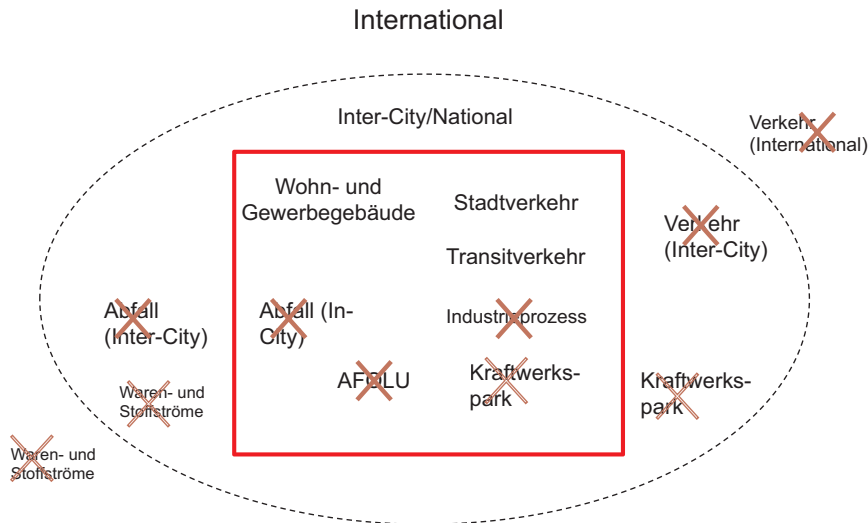 International
Inter-City/National
Verkehr
(International)
Wohn- und
Gewerbegebäude
Stadtverkehr
Verkehr
(Inter-City)
Transitverkehr
Abfall
(Inter-City)
Abfall (In-
City)
Industrieprozess
AFOLU
Kraftwerks-
park
Kraftwerks-
park
Waren- und
Stoffströme
Waren- und
Stoffströme